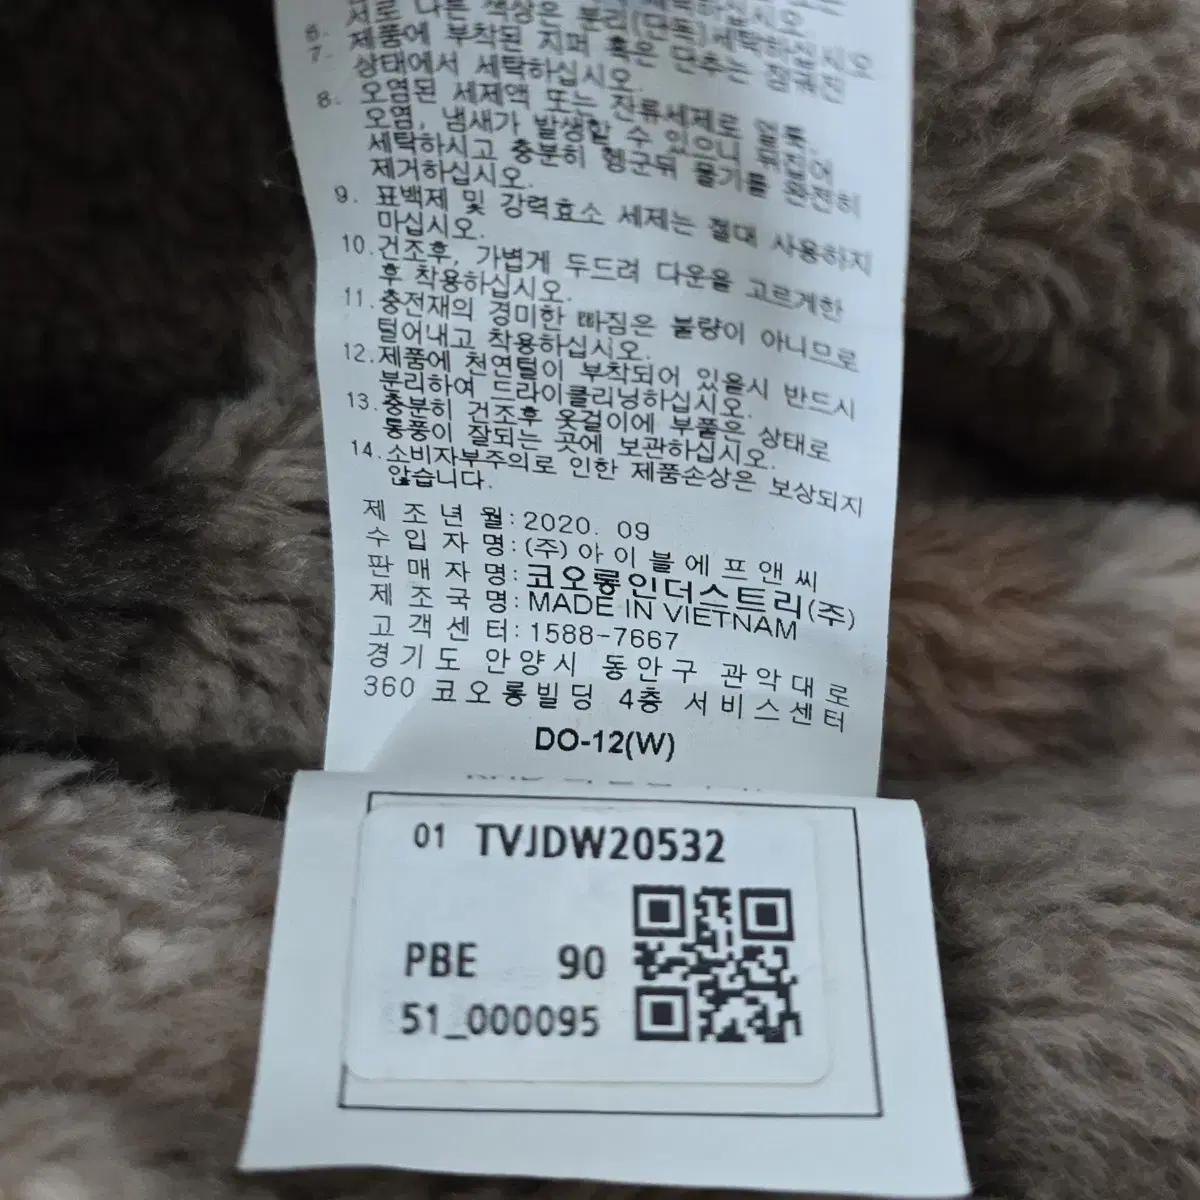 6. 서로 다른 색상은 분리(단독)세탁하십시오
7. 제품에 부착된 지퍼 혹은 단추는 잠궈진
상태에서 세탁하십시오.
8. 오염된 세제액 또는 잔류세제로 얼룩,
오염, 냄새가 발생할 수 있으니 뒤집어
세탁하시고 충분히 헹군뒤 물기를 완전히
제거하십시오.
9. 표백제 및 강력효소 세제는 절대 사용하지
마십시오.
10.건조후, 가볍게 두드려 다운을 고르게한
후 착용하십시오.
11.충전재의 경미한 빠짐은 불량이 아니므로
털어내고 착용하십시오.
12.제품에 천연털이 부착되어 있을시 반드시
분리하여 드라이클리닝하십시오.
13.충분히 건조후 옷걸이에 부풀은 상태로
통풍이 잘되는 곳에 보관하십시오.
14.소비자부주의로 인한 제품손상은 보상되지
않습니다.
제조년월:2020. 09
수입자명:(주)아이블에프앤씨
판매자명:코오롱인더스트리(주)
제조국명:MADE IN VIETNAM
고객센터:1588-7667
경기도 안양시 동안구 관악대로
360 코오롱빌딩 4층 서비스센터
DO-12(W)
01 TVJDW20532
PBE 90
51_000095